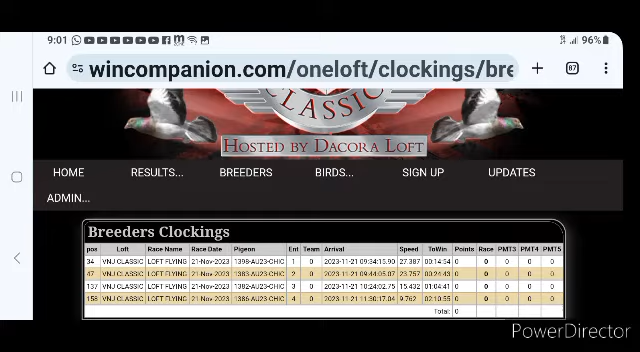 9:01 96%
wincompanion.com/oneloft/clockings/bre 87
CLASSIC
HOSTED BY DACORA LOFT
HOME RESULTS... BREEDERS BIRDS... SIGN UP UPDATES
ADMIN...
Breeders Clockings
pos Loft Race Name Race Date Pigeon Ent Team Arrival Speed ToWin Points Race PMT3 PMT4 PMT5
34 VNJ CLASSIC LOFT FLYING 21-Nov-2023 1398-AU23-CHIC 1 0 2023-11-21 09:34:15.90 27.387 00:14:54 0 0 0 0 0
47 VNJ CLASSIC LOFT FLYING 21-Nov-2023 1383-AU23-CHIC 2 0 2023-11-21 09:44:05.07 23.757 00:24:43 0 0 0 0 0
137 VNJ CLASSIC LOFT FLYING 21-Nov-2023 1382-AU23-CHIC 3 0 2023-11-21 10:24:02.75 15.432 01:04:41 0 0 0 0 0
158 VNJ CLASSIC LOFT FLYING 21-Nov-2023 1386-AU23-CHIC 4 0 2023-11-21 11:30:17.04 9.762 02:10:55 0 0 0 0 0
Total: 0
PowerDirector